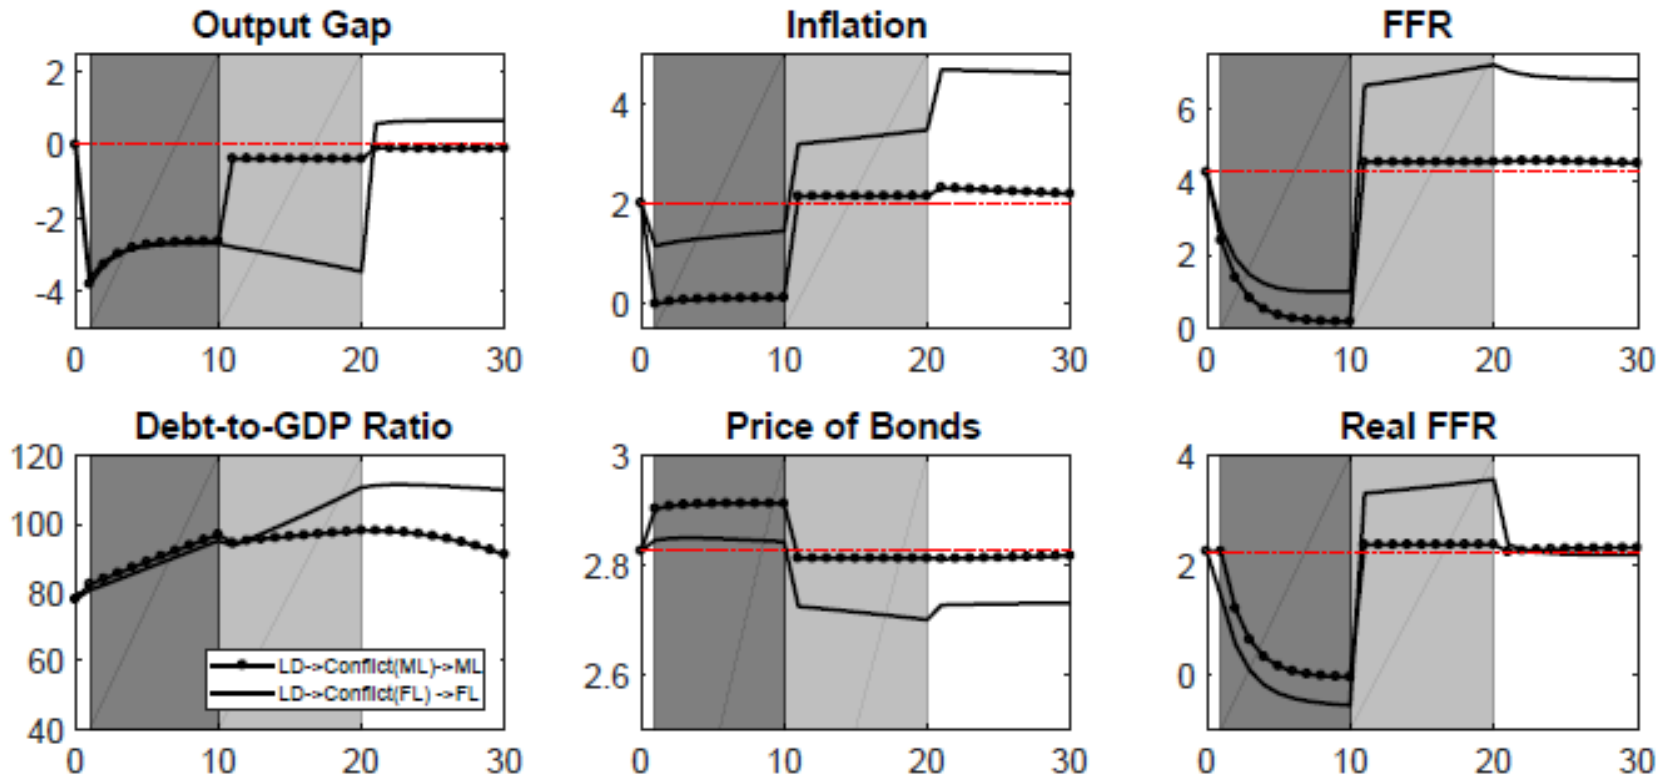 Output Gap
2
0
-2
-4
0 10 20 30
Inflation
4
2
0
0 10 20 30
FFR
6
4
2
0
0 10 20 30
Debt-to-GDP Ratio
120
100
80
60
40
LD->Conflict(ML)->ML
LD->Conflict(FL) ->FL
0 10 20 30
Price of Bonds
3
2.8
2.6
0 10 20 30
Real FFR
4
2
0
0 10 20 30